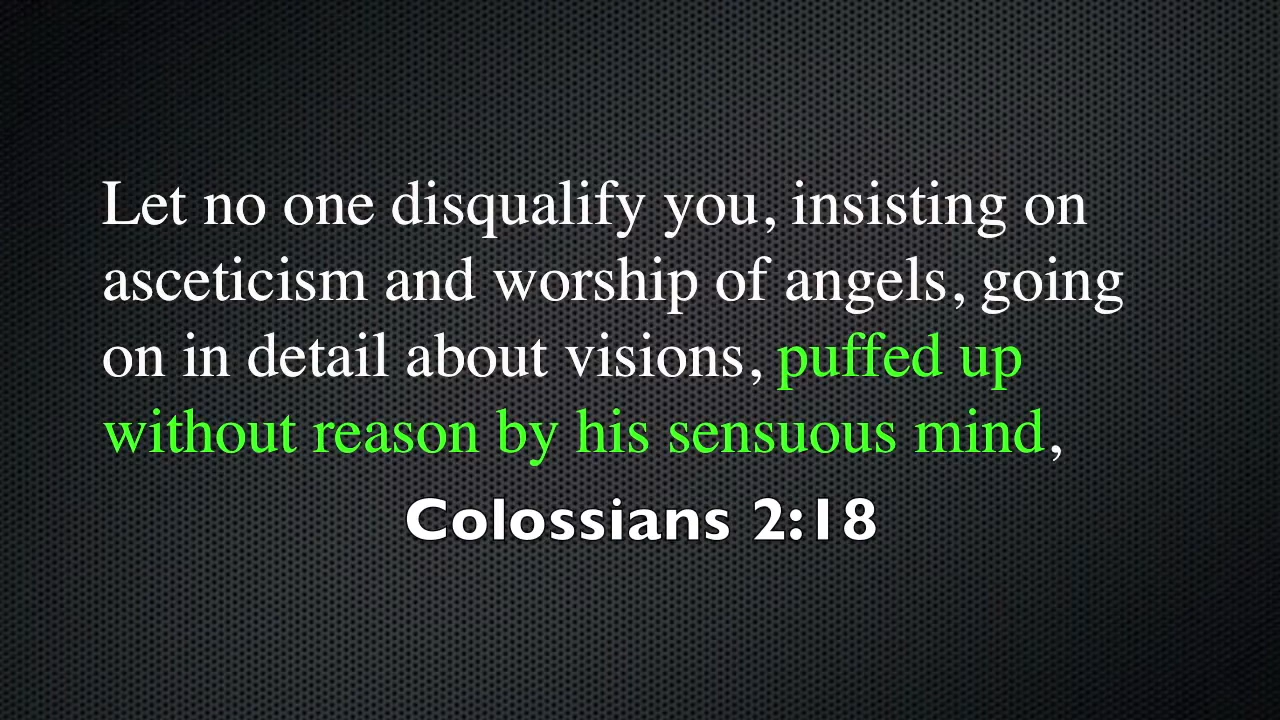 Let no one disqualify you, insisting on
asceticism and worship of angels, going
on in detail about visions, puffed up
without reason by his sensuous mind,
Colossians 2:18